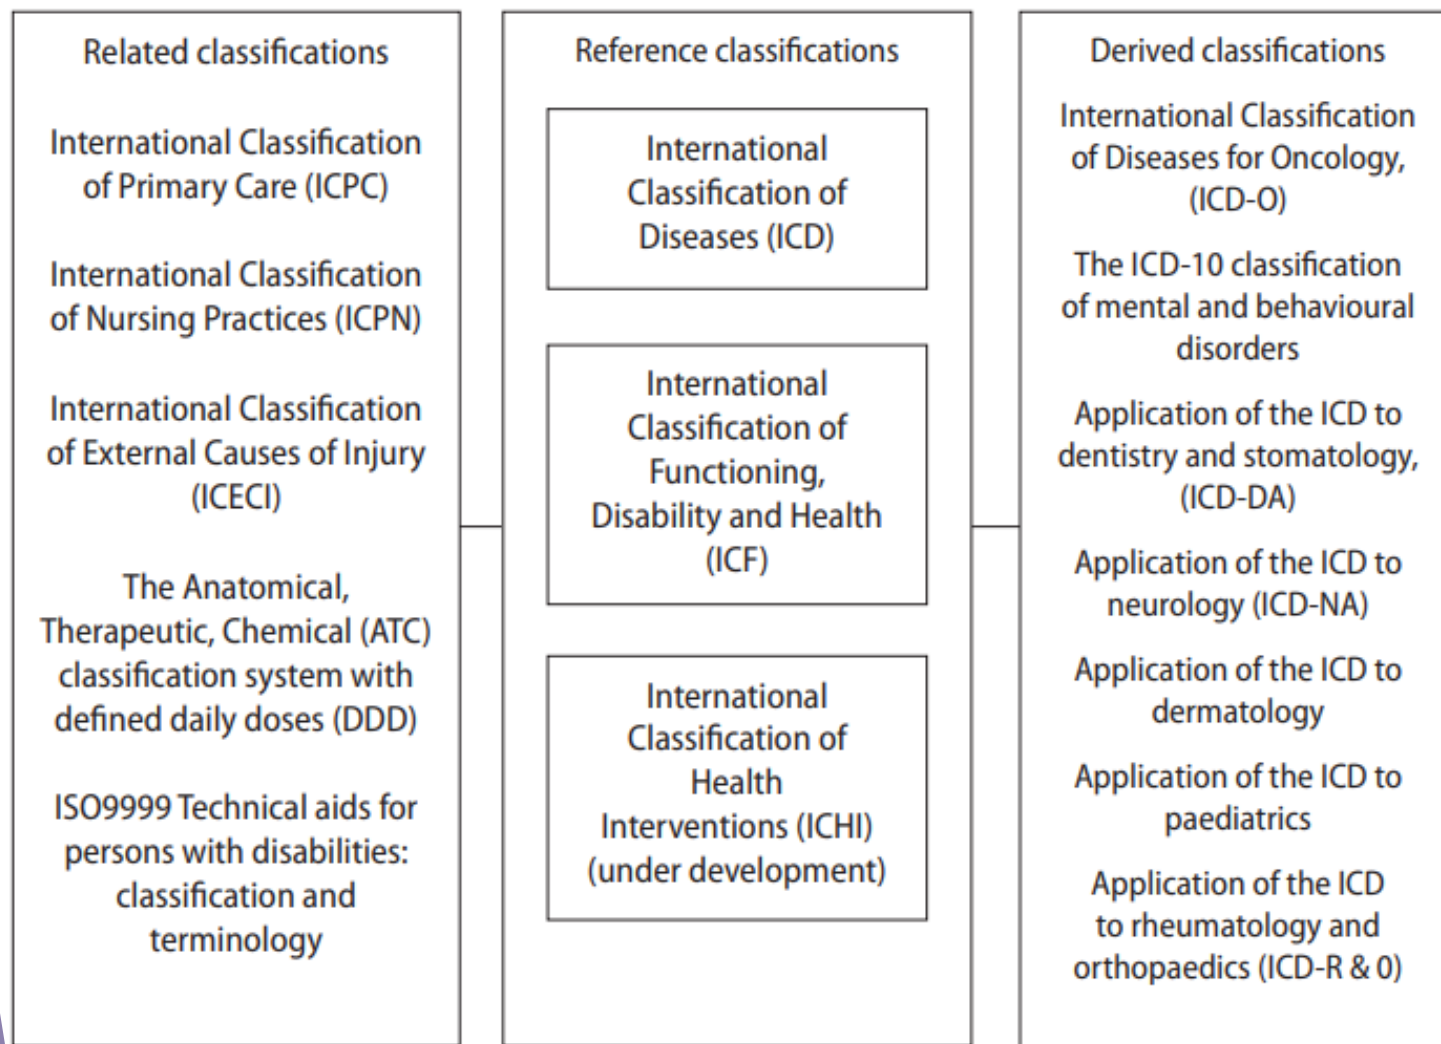 Related classifications
International Classification
of Primary Care (ICPC)
International Classification
of Nursing Practices (ICPN)
International Classification
of External Causes of Injury
(ICECI)
The Anatomical,
Therapeutic, Chemical (ATC)
classification system with
defined daily doses (DDD)
ISO9999 Technical aids for
persons with disabilities:
classification and
terminology
Reference classifications
International
Classification of
Diseases (ICD)
International
Classification of
Functioning,
Disability and Health
(ICF)
International
Classification of
Health
Interventions (ICHI)
(under development)
Derived classifications
International Classification
of Diseases for Oncology,
(ICD-O)
The ICD-10 classification
of mental and behavioural
disorders
Application of the ICD to
dentistry and stomatology,
(ICD-DA)
Application of the ICD to
neurology (ICD-NA)
Application of the ICD to
dermatology
Application of the ICD to
paediatrics
Application of the ICD
to rheumatology and
orthopaedics (ICD-R & 0)